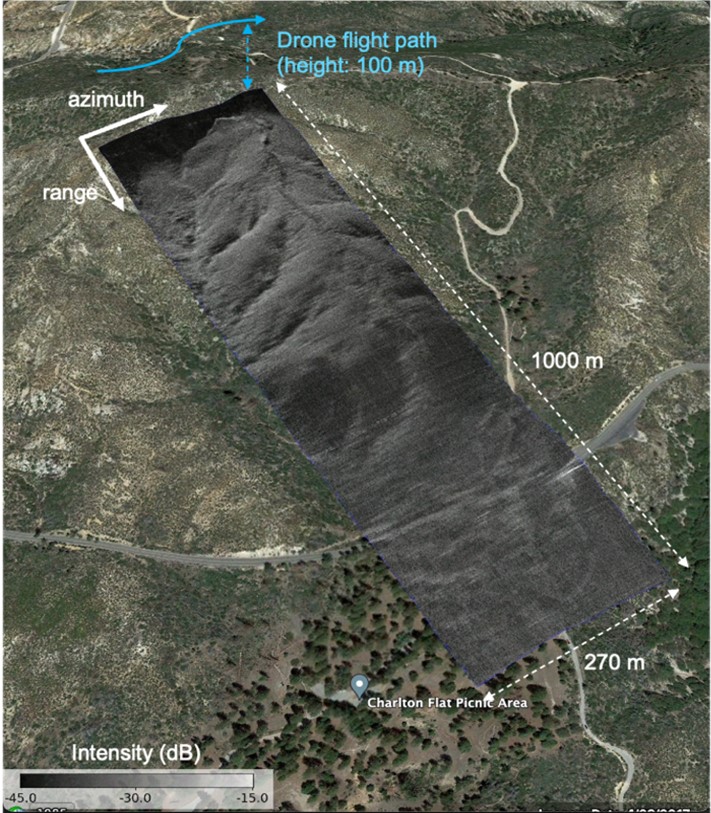 Drone flight path
(height: 100 m)
azimuth
range
1000 m
270 m
Charlton Flat Picnic Area
Intensity (dB)
-45.0 -30.0 -15.0
1985